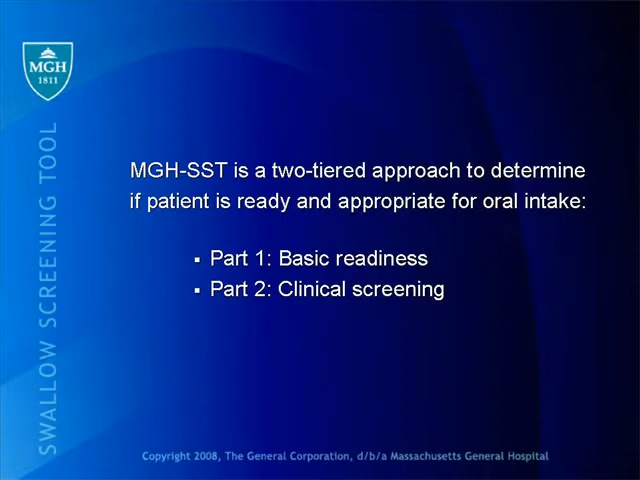 MGH
1811
SWALLOW SCREENING TOOL
MGH-SST is a two-tiered approach to determine
if patient is ready and appropriate for oral intake:
▪ Part 1: Basic readiness
▪ Part 2: Clinical screening
Copyright 2008, The General Corporation, d/b/a Massachusetts General Hospital